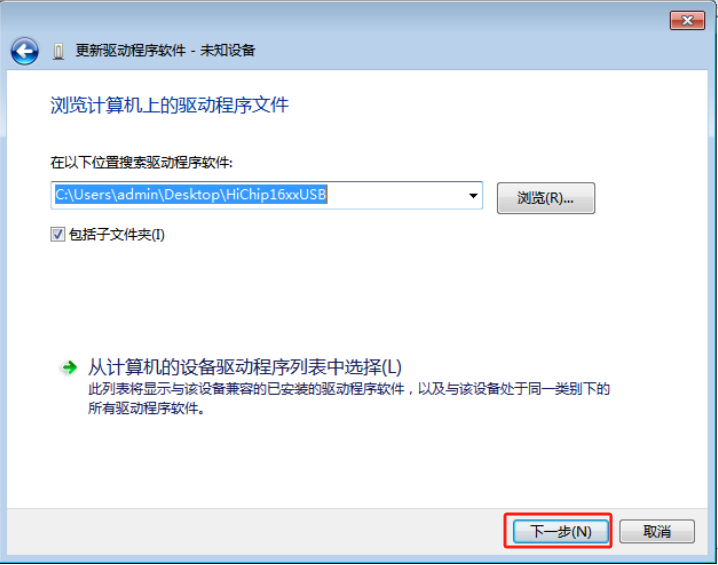 更新驱动程序软件 - 未知设备
浏览计算机上的驱动程序文件
在以下位置搜索驱动程序软件:
C:\Users\admin\Desktop\HiChip16xxUSB
浏览(R)...
包括子文件夹(I)
从计算机的设备驱动程序列表中选择(L)
此列表将显示与该设备兼容的已安装的驱动程序软件，以及与该设备处于同一类别下的
所有驱动程序软件。
下一步(N)
取消